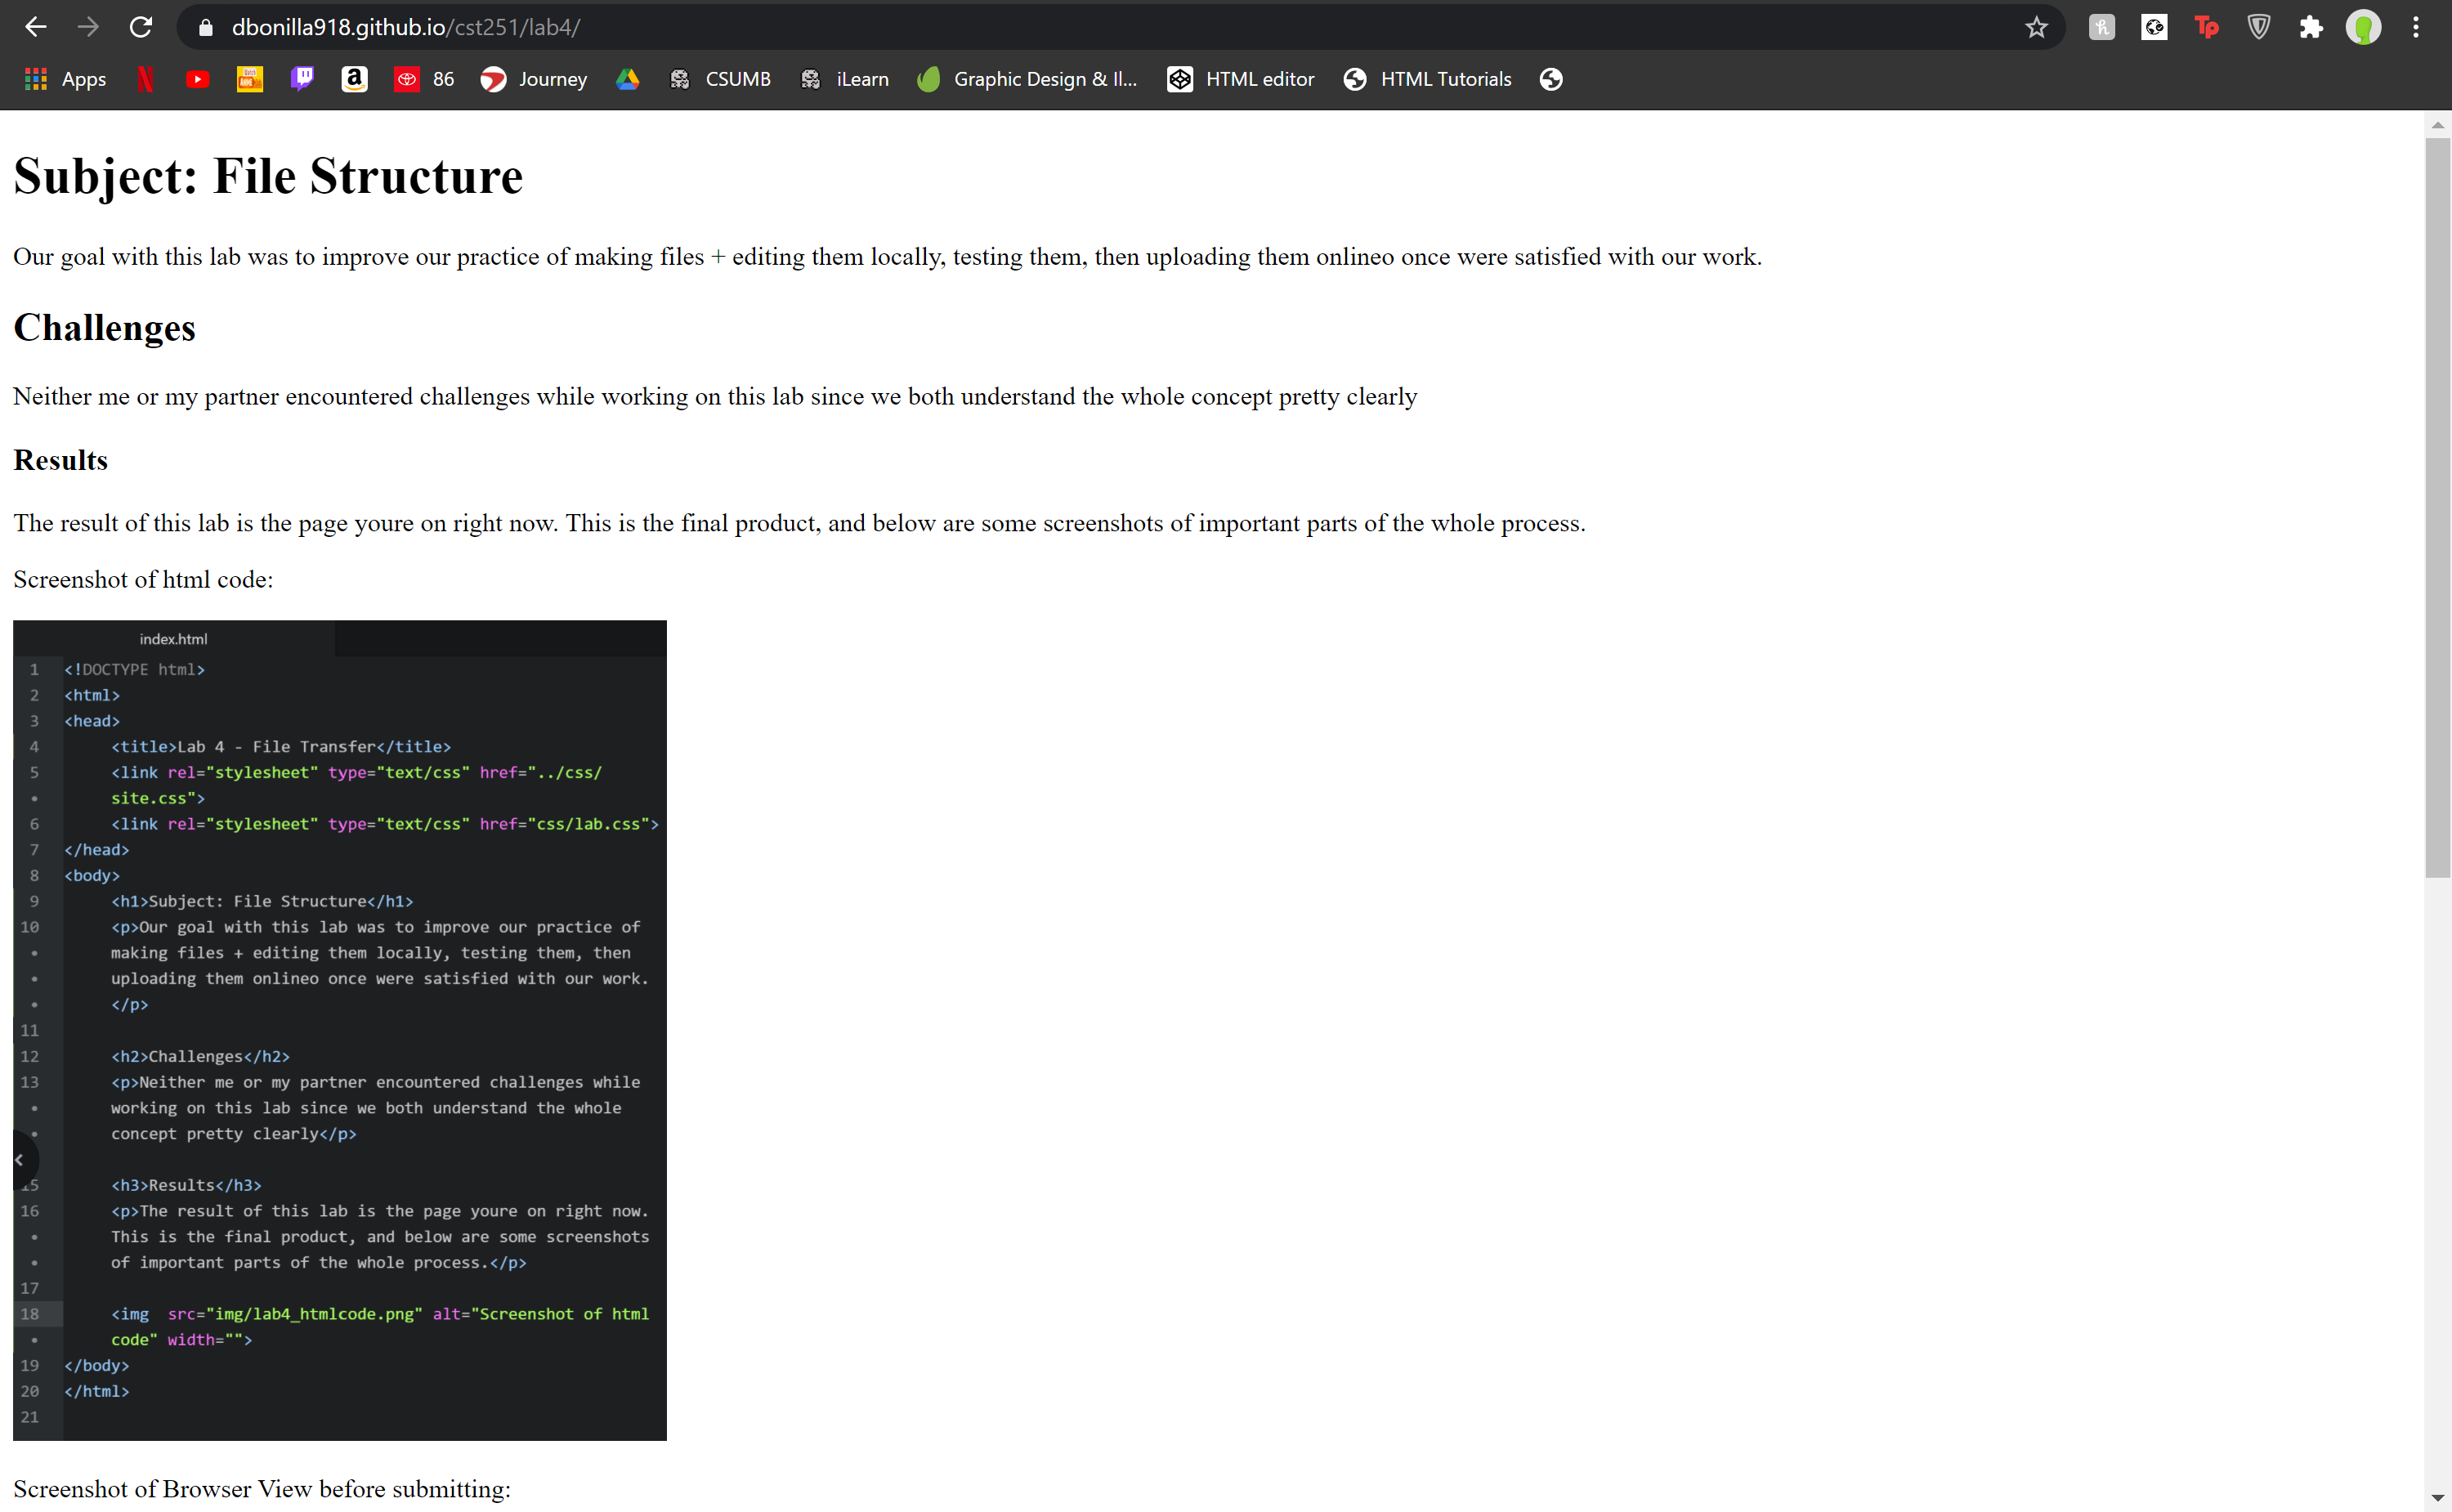 dbonilla918.github.io/cst251/lab4/
Apps 86 Journey CSUMB iLearn Graphic Design & Il... HTML editor HTML Tutorials
Subject: File Structure
Our goal with this lab was to improve our practice of making files + editing them locally, testing them, then uploading them onlineo once were satisfied with our work.
Challenges
Neither me or my partner encountered challenges while working on this lab since we both understand the whole concept pretty clearly
Results
The result of this lab is the page youre on right now. This is the final product, and below are some screenshots of important parts of the whole process.
Screenshot of html code:
index.html
1 <!DOCTYPE html>
2 <html>
3 <head>
4 <title>Lab 4 - File Transfer</title>
5 <link rel="stylesheet" type="text/css" href="../css/
site.css">
6 <link rel="stylesheet" type="text/css" href="css/lab.css">
7 </head>
8 <body>
9 <h1>Subject: File Structure</h1>
10 <p>Our goal with this lab was to improve our practice of
making files + editing them locally, testing them, then
uploading them onlineo once were satisfied with our work.
</p>
11
12 <h2>Challenges</h2>
13 <p>Neither me or my partner encountered challenges while
working on this lab since we both understand the whole
concept pretty clearly</p>
15 <h3>Results</h3>
16 <p>The result of this lab is the page youre on right now.
This is the final product, and below are some screenshots
of important parts of the whole process.</p>
17
18 <img  src="img/lab4_htmlcode.png" alt="Screenshot of html
code" width="">
19 </body>
20 </html>
21
Screenshot of Browser View before submitting: